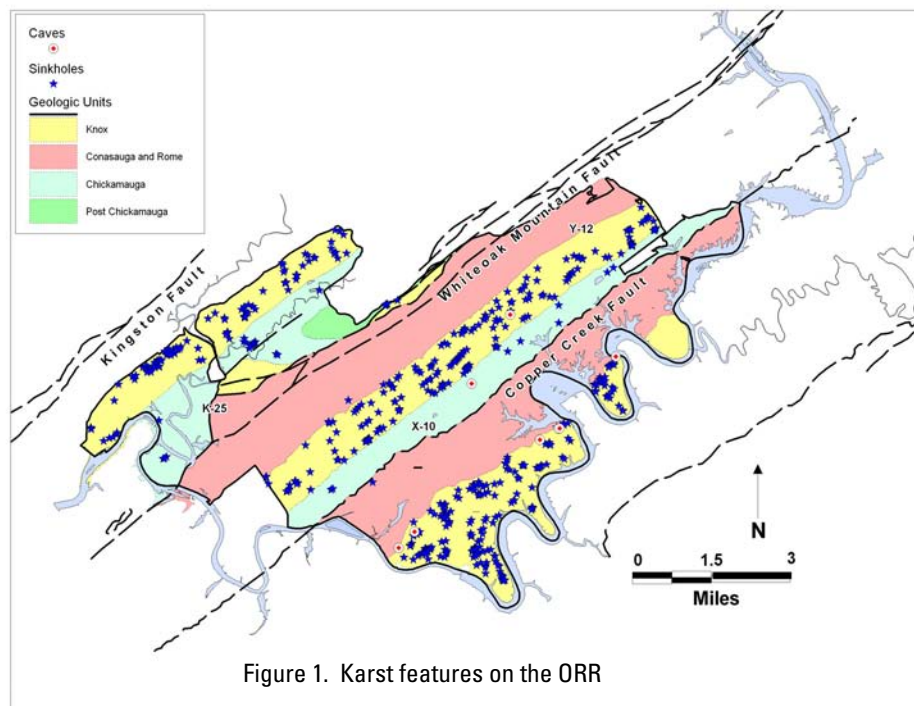 Caves
Sinkholes
Geologic Units
Knox
Conasauga and Rome
Chickamauga
Post Chickamauga
Whiteoak Mountain Fault
Y-12
Kingston Fault
Copper Creek Fault
K-25
X-10
N
0 1.5 3
Miles
Figure 1. Karst features on the ORR